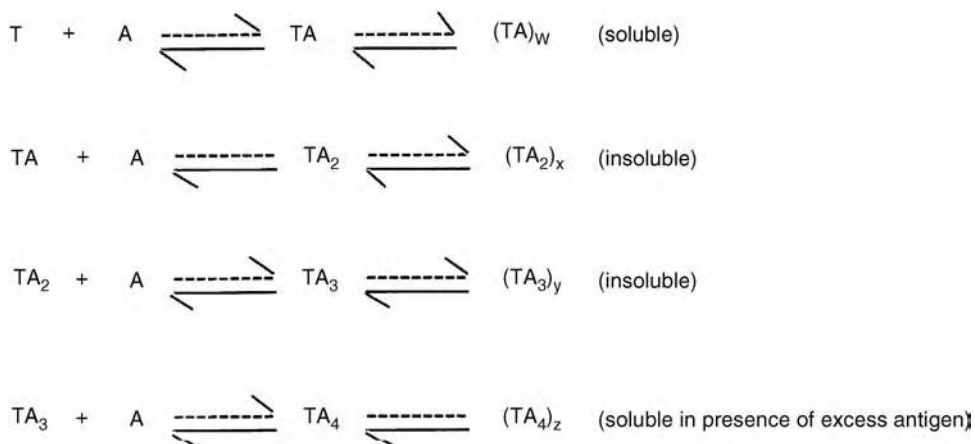 T + A TA (TA)w (soluble)
TA + A TA₂ (TA₂)x (insoluble)
TA₂ + A TA₃ (TA₃)y (insoluble)
TA₃ + A TA₄ (TA₄)z (soluble in presence of excess antigen)